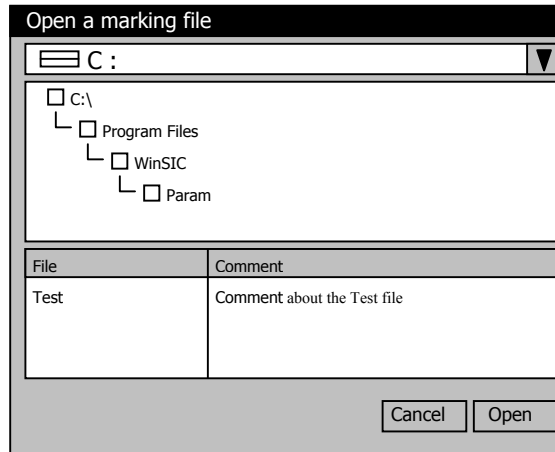 Open a marking file
C :
C:\
Program Files
WinSIC
Param
File Comment
Test Comment about the Test file
Cancel Open